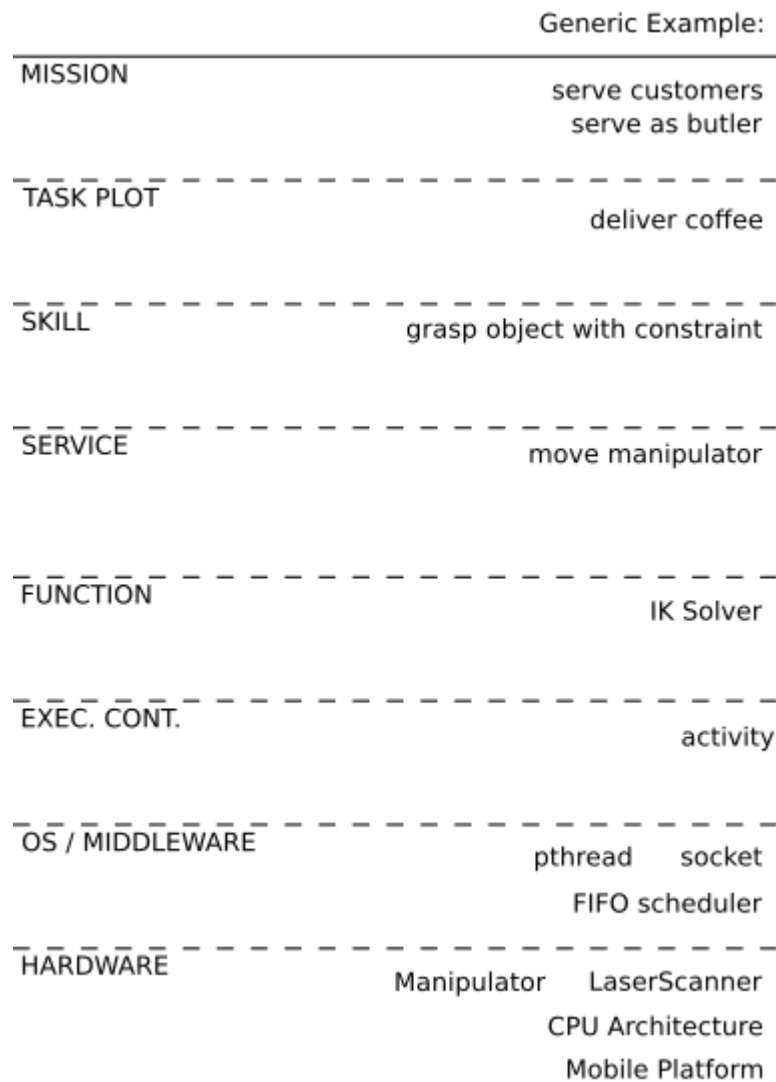 Generic Example:
MISSION
serve customers
serve as butler
TASK PLOT
deliver coffee
SKILL
grasp object with constraint
SERVICE
move manipulator
FUNCTION
IK Solver
EXEC. CONT.
activity
OS / MIDDLEWARE
pthread socket
FIFO scheduler
HARDWARE
Manipulator LaserScanner
CPU Architecture
Mobile Platform